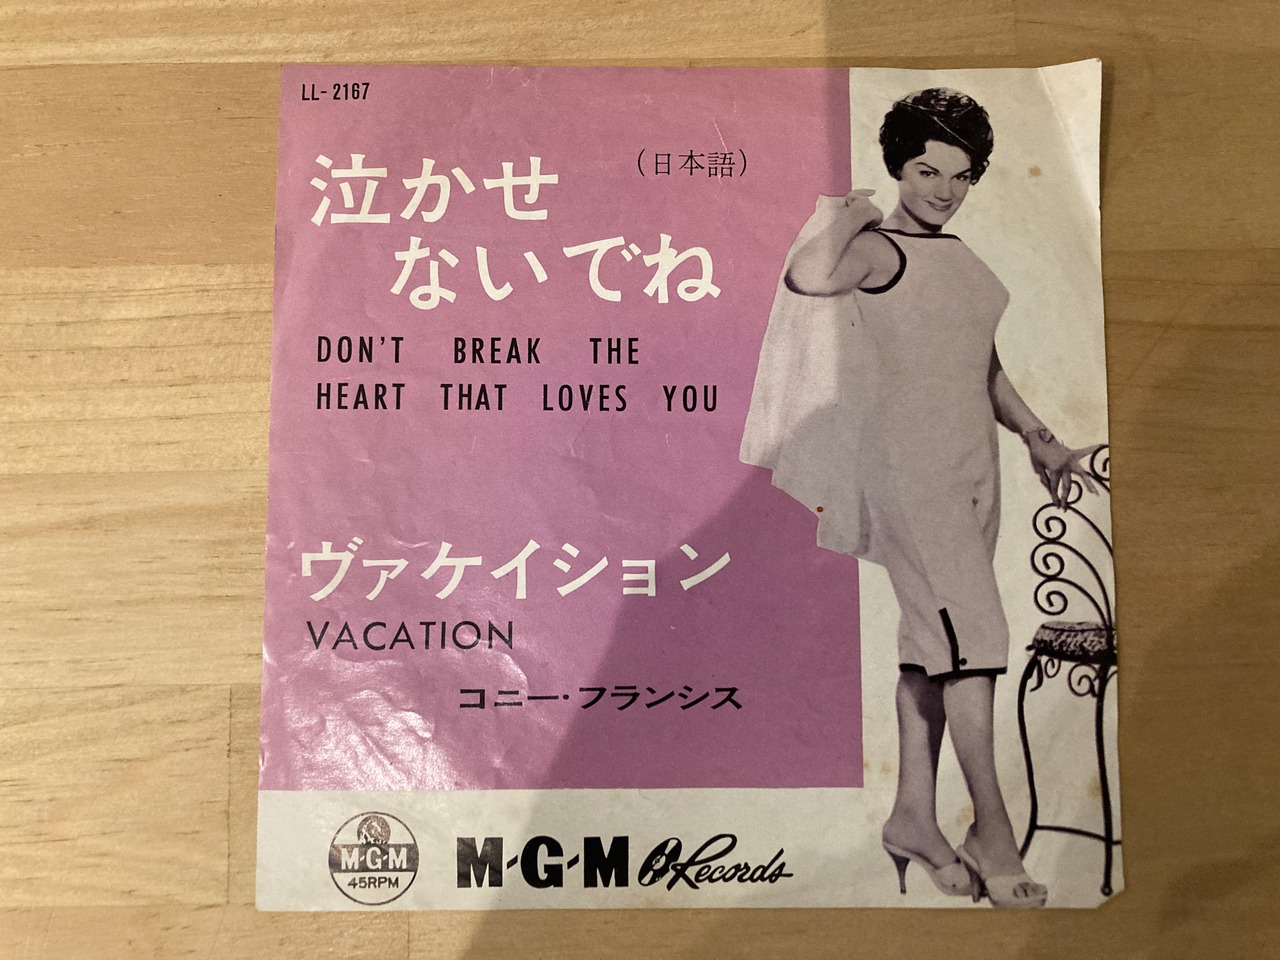 LL-2167
(日本語)
泣かせ
ないでね
DON'T BREAK THE
HEART THAT LOVES YOU
ヴァケイション
VACATION
コニー・フランシス
M-G-M
45RPM
M-G-M Records